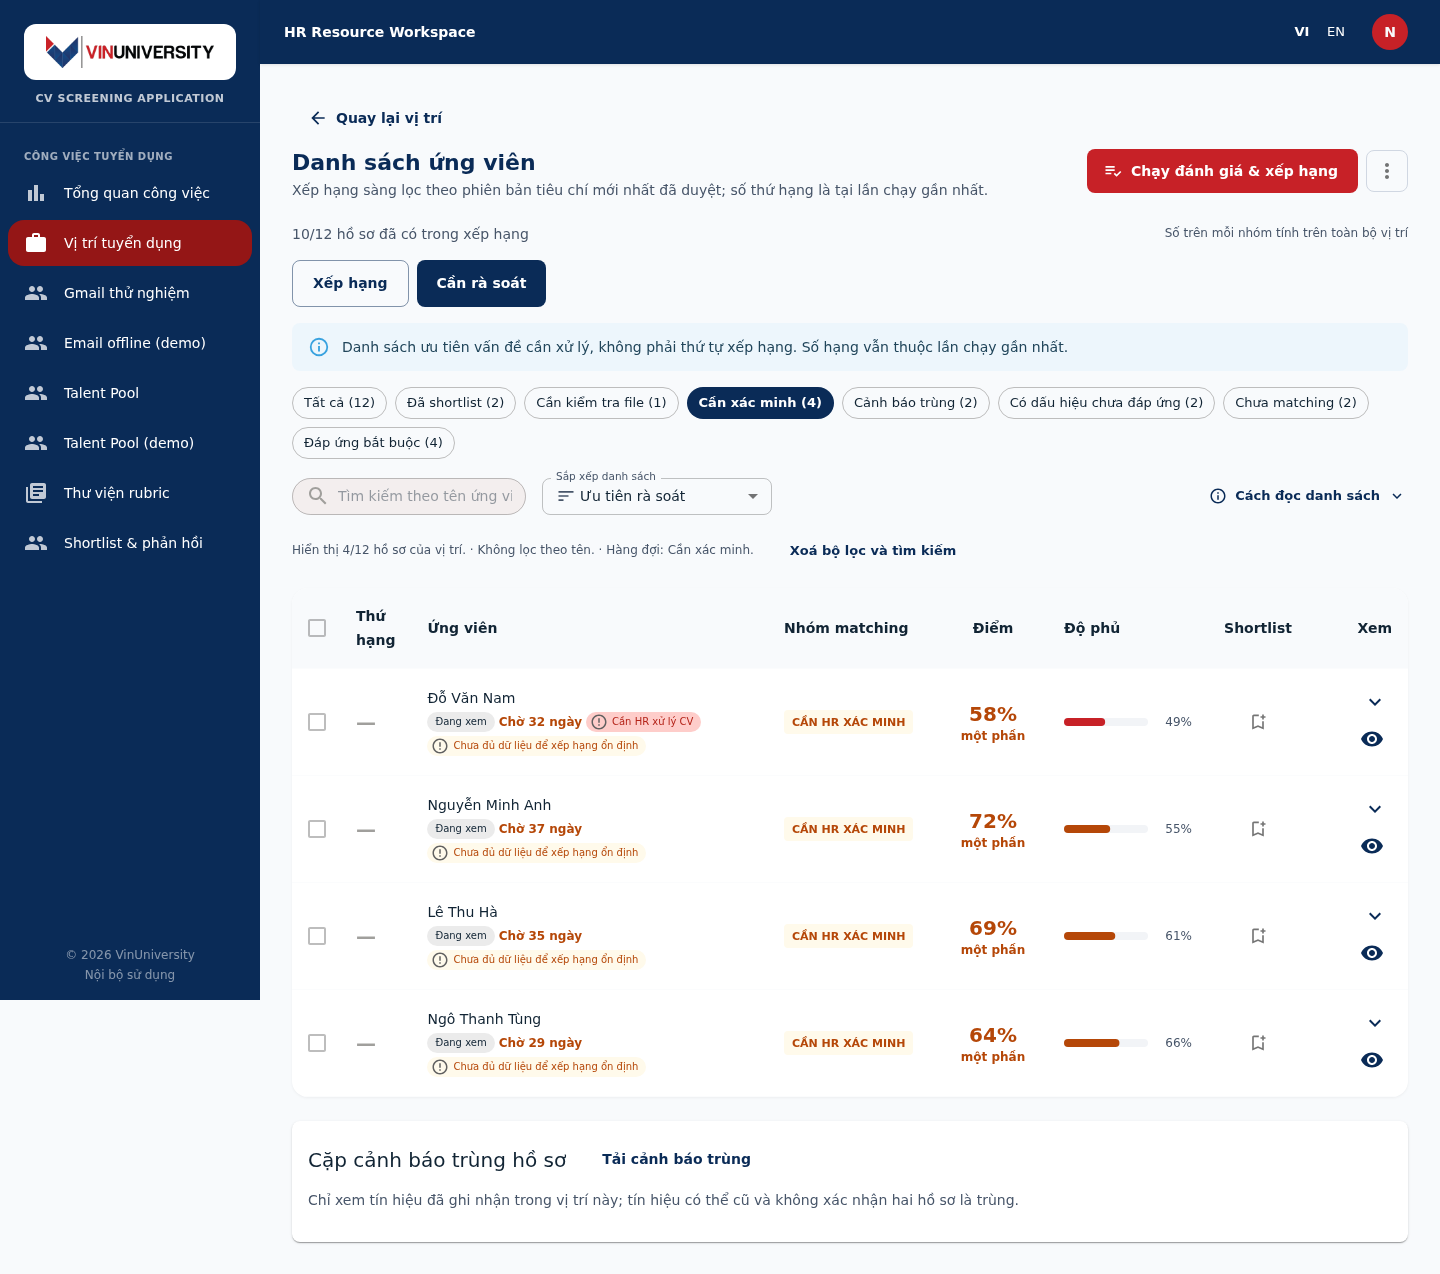 VINUNIVERSITY
CV SCREENING APPLICATION
CÔNG VIỆC TUYỂN DỤNG
Tổng quan công việc
Vị trí tuyển dụng
Gmail thử nghiệm
Email offline (demo)
Talent Pool
Talent Pool (demo)
Thư viện rubric
Shortlist & phản hồi
© 2026 VinUniversity
Nội bộ sử dụng
HR Resource Workspace
VI EN N
Quay lại vị trí
Danh sách ứng viên
Xếp hạng sàng lọc theo phiên bản tiêu chí mới nhất đã duyệt; số thứ hạng là tại lần chạy gần nhất.
Chạy đánh giá & xếp hạng
10/12 hồ sơ đã có trong xếp hạng
Số trên mỗi nhóm tính trên toàn bộ vị trí
Xếp hạng Cần rà soát
Danh sách ưu tiên vấn đề cần xử lý, không phải thứ tự xếp hạng. Số hạng vẫn thuộc lần chạy gần nhất.
Tất cả (12) Đã shortlist (2) Cần kiểm tra file (1) Cần xác minh (4) Cảnh báo trùng (2) Có dấu hiệu chưa đáp ứng (2) Chưa matching (2)
Đáp ứng bắt buộc (4)
Tìm kiếm theo tên ứng vi
Sắp xếp danh sách
Ưu tiên rà soát
Cách đọc danh sách
Hiển thị 4/12 hồ sơ của vị trí. · Không lọc theo tên. · Hàng đợi: Cần xác minh.
Xoá bộ lọc và tìm kiếm
Thứ hạng Ứng viên Nhóm matching Điểm Độ phủ Shortlist Xem
Đỗ Văn Nam
— Đang xem Chờ 32 ngày Cần HR xử lý CV
Chưa đủ dữ liệu để xếp hạng ổn định
CẦN HR XÁC MINH
58%
một phần
49%
Nguyễn Minh Anh
— Đang xem Chờ 37 ngày
Chưa đủ dữ liệu để xếp hạng ổn định
CẦN HR XÁC MINH
72%
một phần
55%
Lê Thu Hà
— Đang xem Chờ 35 ngày
Chưa đủ dữ liệu để xếp hạng ổn định
CẦN HR XÁC MINH
69%
một phần
61%
Ngô Thanh Tùng
— Đang xem Chờ 29 ngày
Chưa đủ dữ liệu để xếp hạng ổn định
CẦN HR XÁC MINH
64%
một phần
66%
Cặp cảnh báo trùng hồ sơ
Tải cảnh báo trùng
Chỉ xem tín hiệu đã ghi nhận trong vị trí này; tín hiệu có thể cũ và không xác nhận hai hồ sơ là trùng.